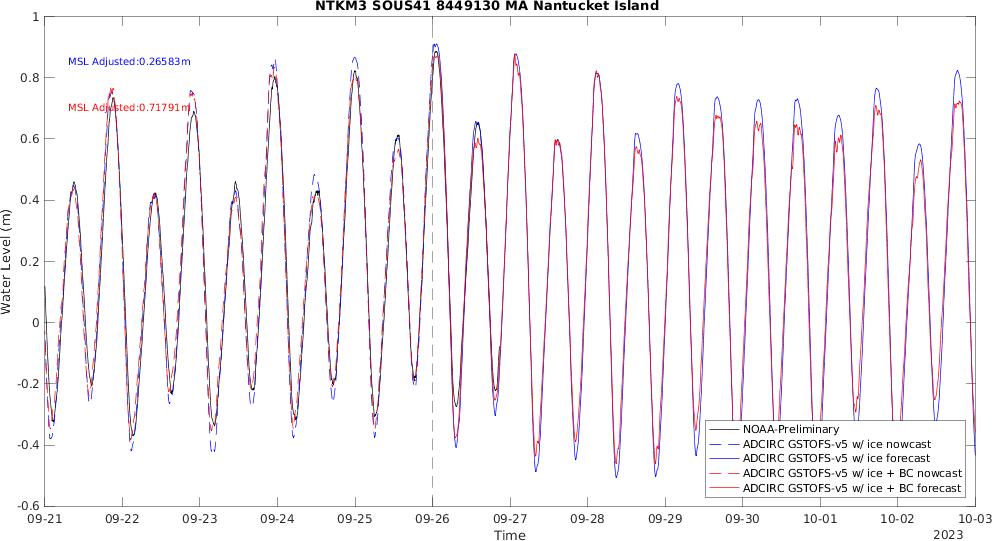 NTKM3 SOUS41 8449130 MA Nantucket Island
1
0.8
0.6
0.4
0.2
0
-0.2
-0.4
-0.6
Water Level (m)
MSL Adjusted:0.26583m
MSL Adjusted:0.71791m
NOAA-Preliminary
ADCIRC GSTOFS-v5 w/ ice nowcast
ADCIRC GSTOFS-v5 w/ ice forecast
ADCIRC GSTOFS-v5 w/ ice + BC nowcast
ADCIRC GSTOFS-v5 w/ ice + BC forecast
09-21 09-22 09-23 09-24 09-25 09-26 09-27 09-28 09-29 09-30 10-01 10-02 10-03
Time
2023